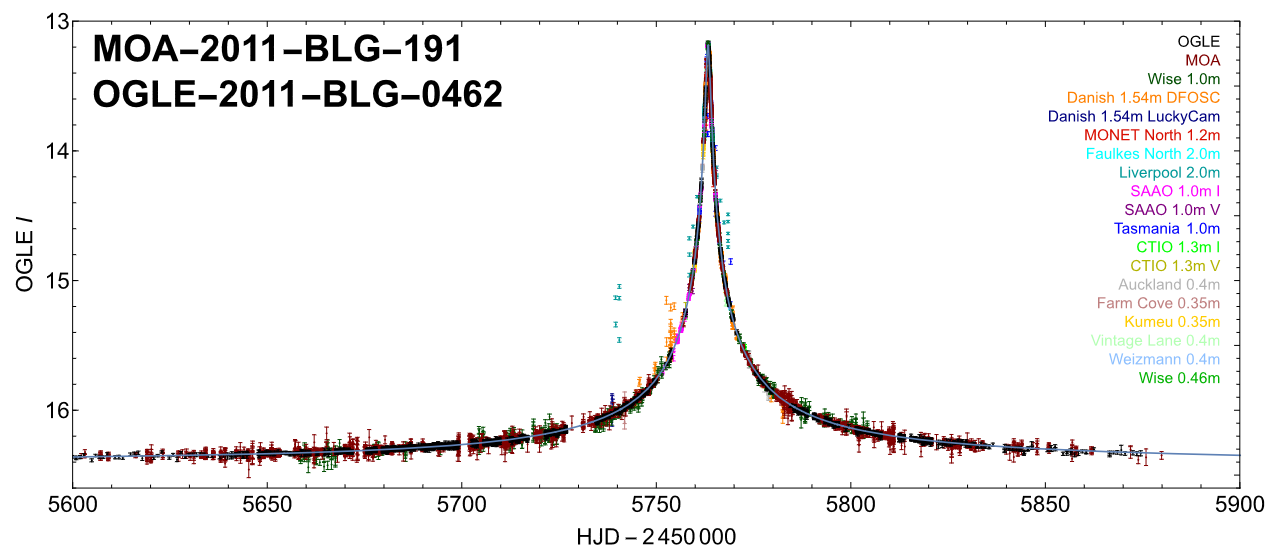 MOA–2011–BLG–191
OGLE–2011–BLG–0462
OGLE
MOA
Wise 1.0m
Danish 1.54m DFOSC
Danish 1.54m LuckyCam
MONET North 1.2m
Faulkes North 2.0m
Liverpool 2.0m
SAAO 1.0m I
SAAO 1.0m V
Tasmania 1.0m
CTIO 1.3m I
CTIO 1.3m V
Auckland 0.4m
Farm Cove 0.35m
Kumeu 0.35m
Vintage Lane 0.4m
Weizmann 0.4m
Wise 0.46m
OGLE I
13
14
15
16
5600 5650 5700 5750 5800 5850 5900
HJD – 2 450 000